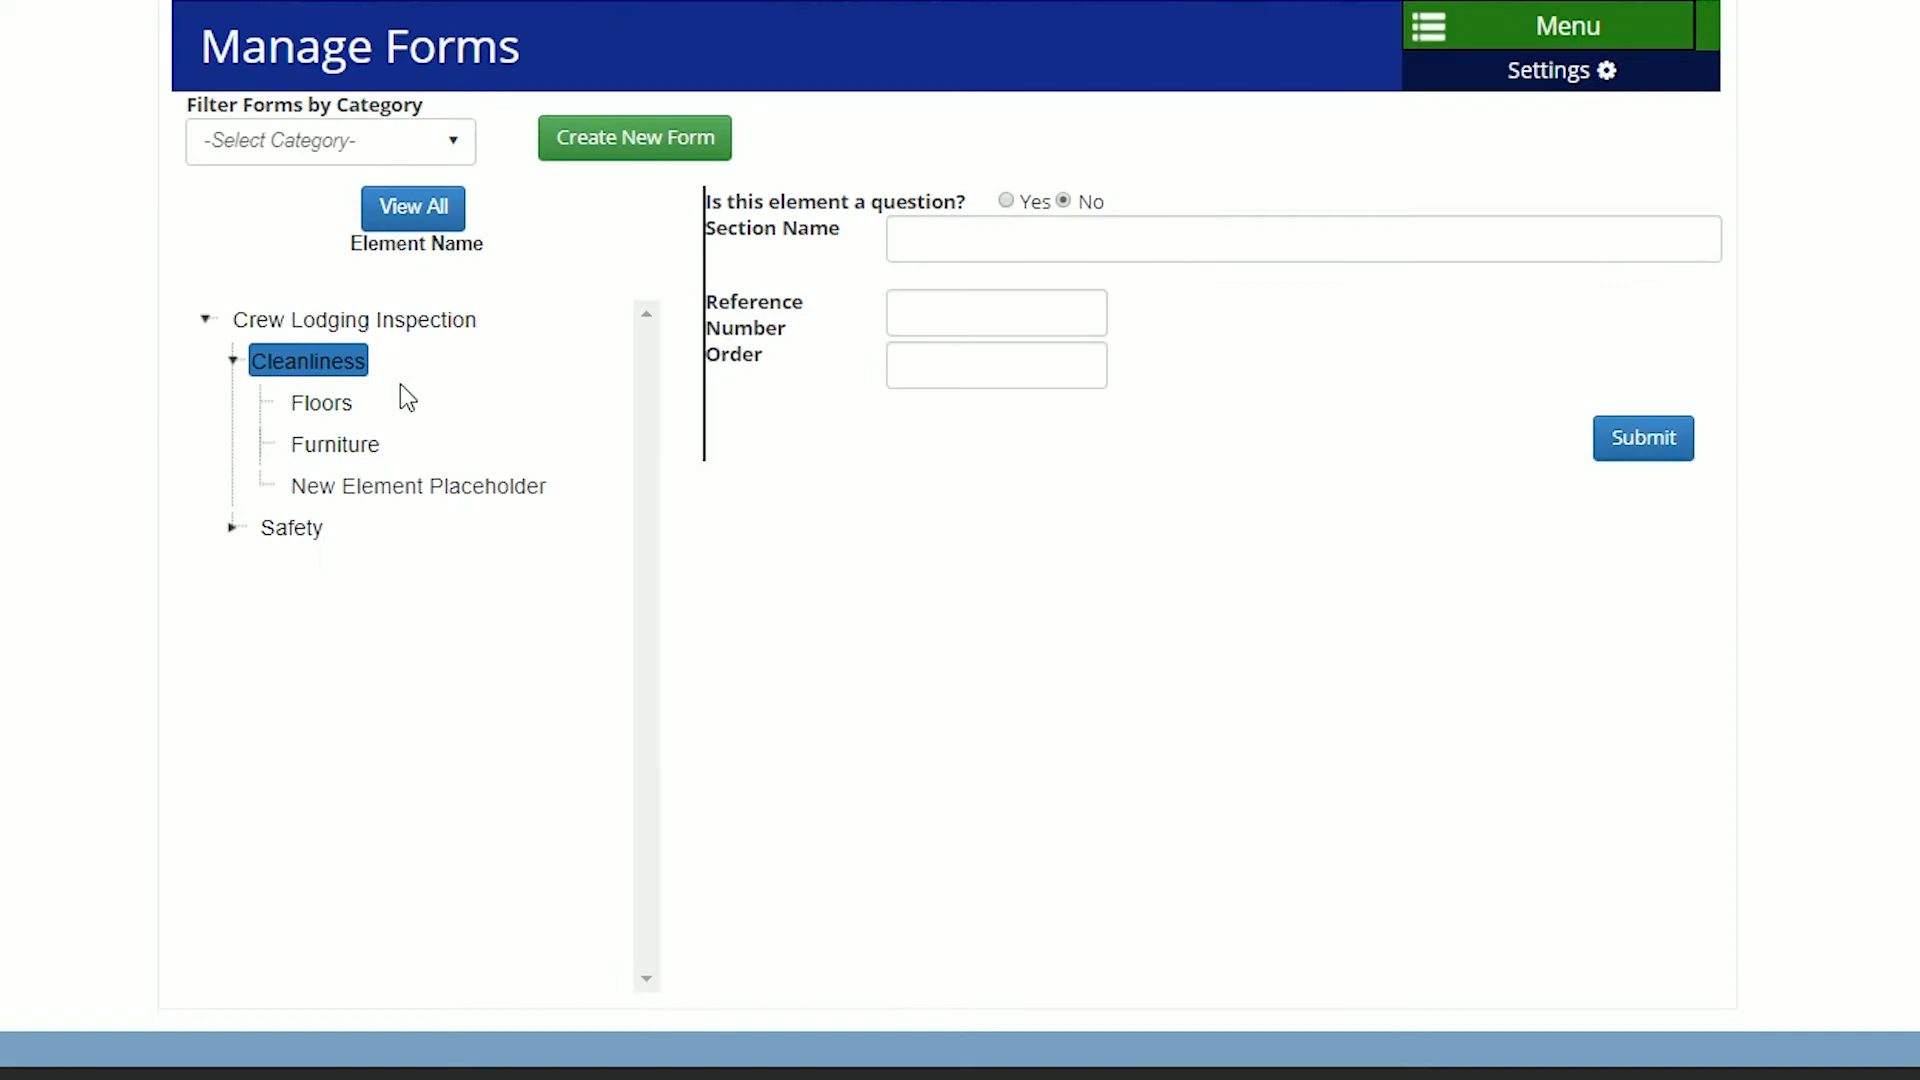 Manage Forms
Menu
Settings
Filter Forms by Category
-Select Category-
Create New Form
View All
Element Name
Is this element a question? Yes No
Section Name
Reference
Number
Order
Submit
Crew Lodging Inspection
Cleanliness
Floors
Furniture
New Element Placeholder
Safety